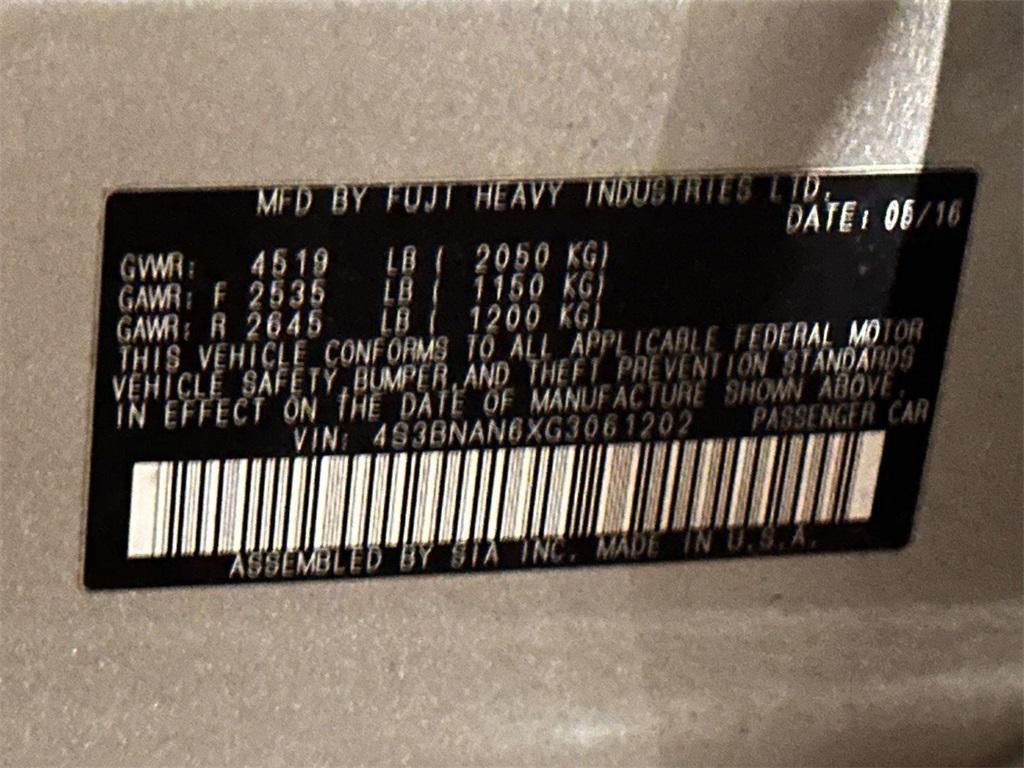 MFD BY FUJI HEAVY INDUSTRIES LTD.
DATE: 05/16
GVWR: 4519 LB ( 2050 KG)
GAWR: F 2535 LB ( 1150 KG)
GAWR: R 2645 LB ( 1200 KG)
THIS VEHICLE CONFORMS TO ALL APPLICABLE FEDERAL MOTOR
VEHICLE SAFETY,BUMPER,AND THEFT PREVENTION STANDARDS
IN EFFECT ON THE DATE OF MANUFACTURE SHOWN ABOVE.
VIN: 4S3BNAN6XG3061202 PASSENGER CAR
ASSEMBLED BY SIA INC. MADE IN U.S.A.